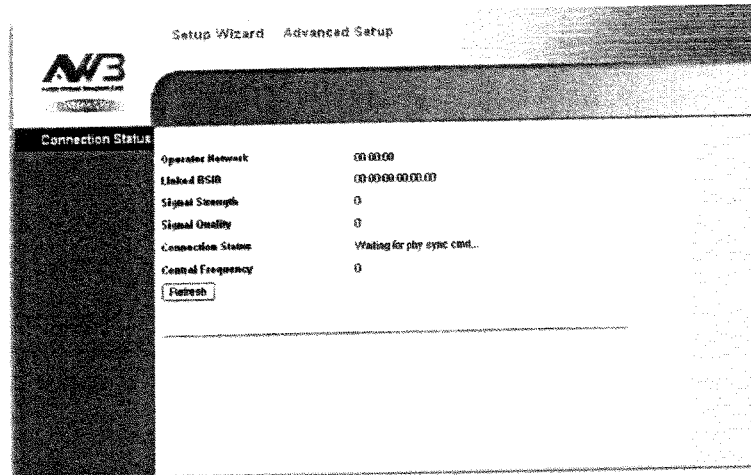 Setup Wizard Advanced Setup
AWB
Connection Status
Operator Network 00:00:00
Linked BSID 00:00:00:00:00:00
Signal Strength 0
Signal Quality 0
Connection Status Waiting for phy sync cmd...
Central Frequency 0
Refresh